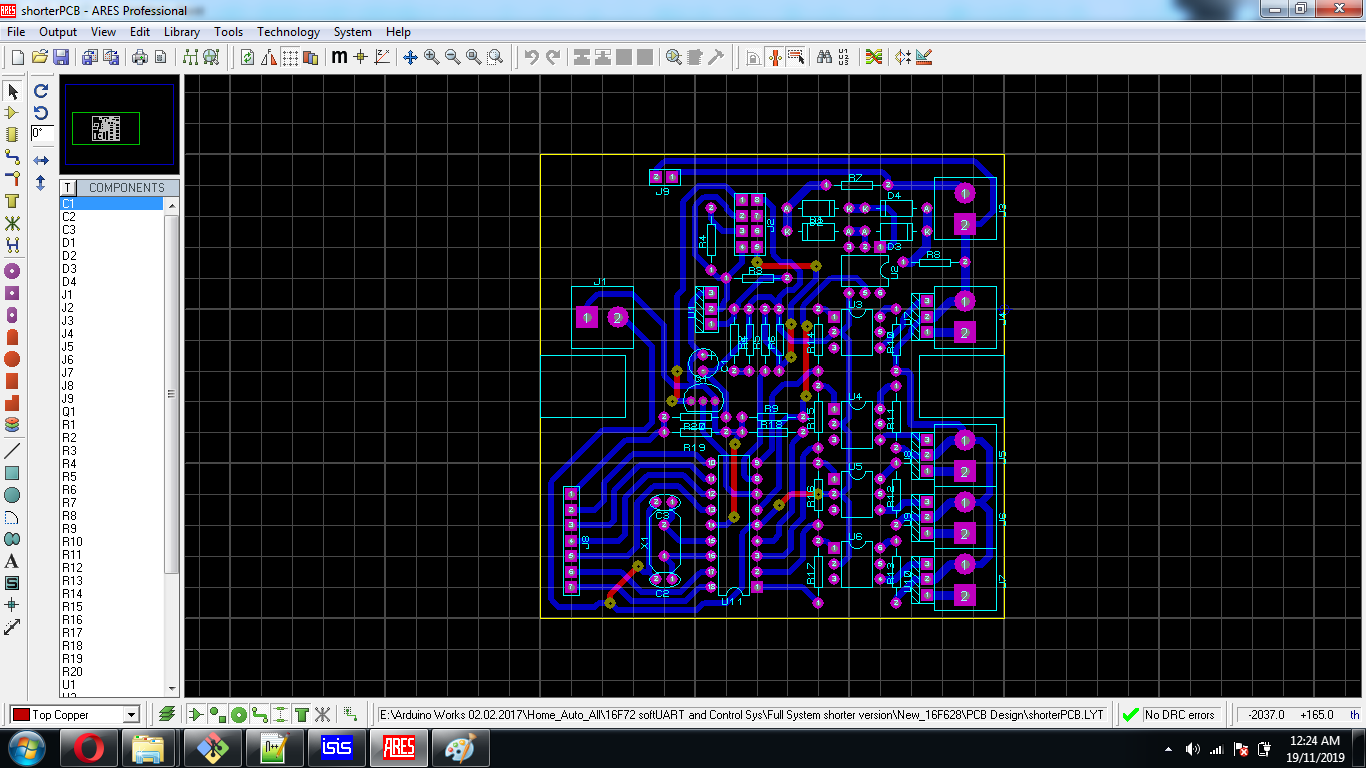 ARES shorterPCB - ARES Professional
File Output View Edit Library Tools Technology System Help
0°
T COMPONENTS
C1
C2
C3
D1
D2
D3
D4
J1
J2
J3
J4
J5
J6
J7
J8
J9
Q1
R1
R2
R3
R4
R5
R6
R7
R8
R9
R10
R11
R12
R13
R14
R15
R16
R17
R18
R19
R20
U1
J9
R7
D4
J3
J2
R4
D3
R8
U2
R3
J1
U1
U3
J4
R14
R10
R5
R6
C1
U4
R9
R15
R11
R18
R20
R19
J5
J8
U5
R16
R12
J6
U9
C3
X1
U6
R17
R13
U10
J7
C2
U11
Top Copper
E:\Arduino Works 02.02.2017\Home_Auto_All\16F72 softUART and Control Sys\Full System shorter version\New_16F628\PCB Design\shorterPCB.LYT
No DRC errors
-2037.0 +165.0 th
isis
ARES
12:24 AM
19/11/2019